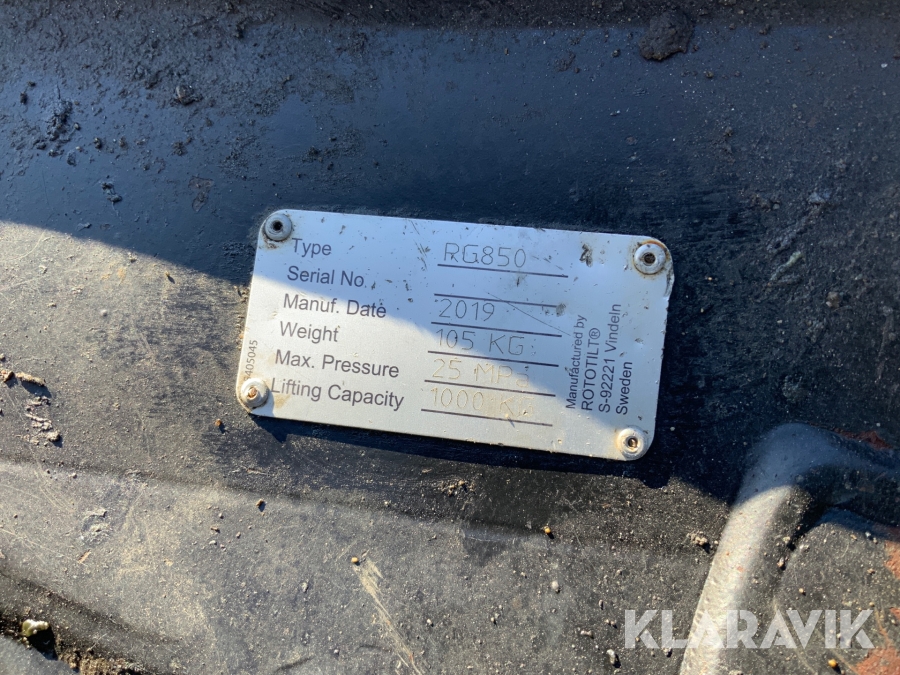 Type RG850
Serial No.
Manuf. Date 2019
Weight 105 KG
Max. Pressure 25 MPa
Lifting Capacity 1000 KG
405045
Manufactured by
ROTOTILT®
S-92221 Vindeln
Sweden
KLARAVIK